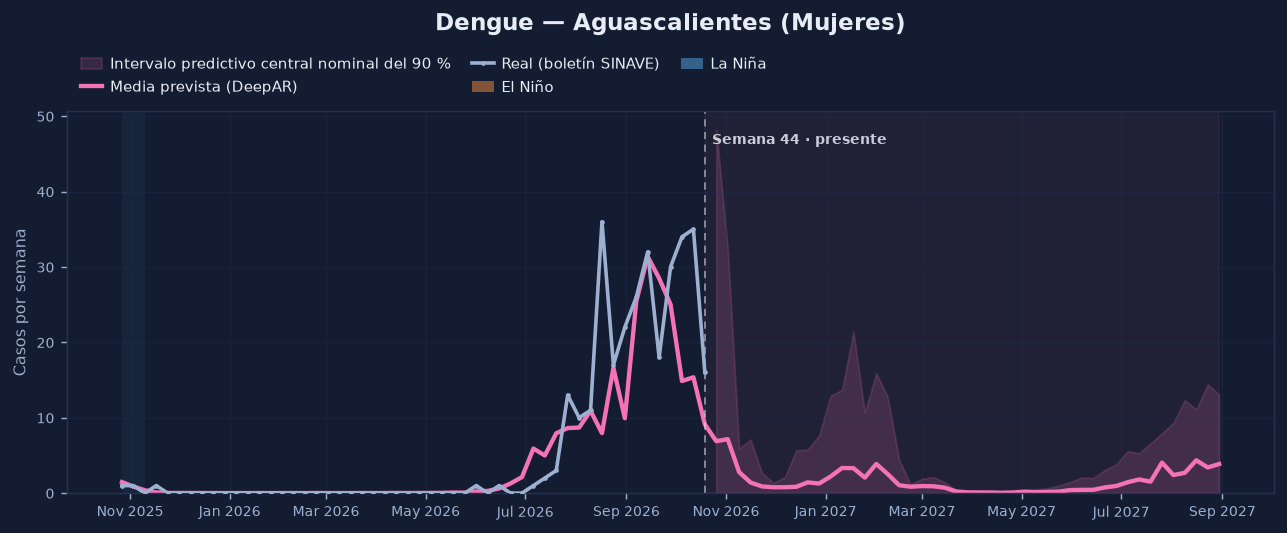 Dengue — Aguascalientes (Mujeres)
Intervalo predictivo central nominal del 90 %
Real (boletín SINAVE)
La Niña
Media prevista (DeepAR)
El Niño
Semana 44 · presente
Casos por semana
50
40
30
20
10
0
Nov 2025
Jan 2026
Mar 2026
May 2026
Jul 2026
Sep 2026
Nov 2026
Jan 2027
Mar 2027
May 2027
Jul 2027
Sep 2027